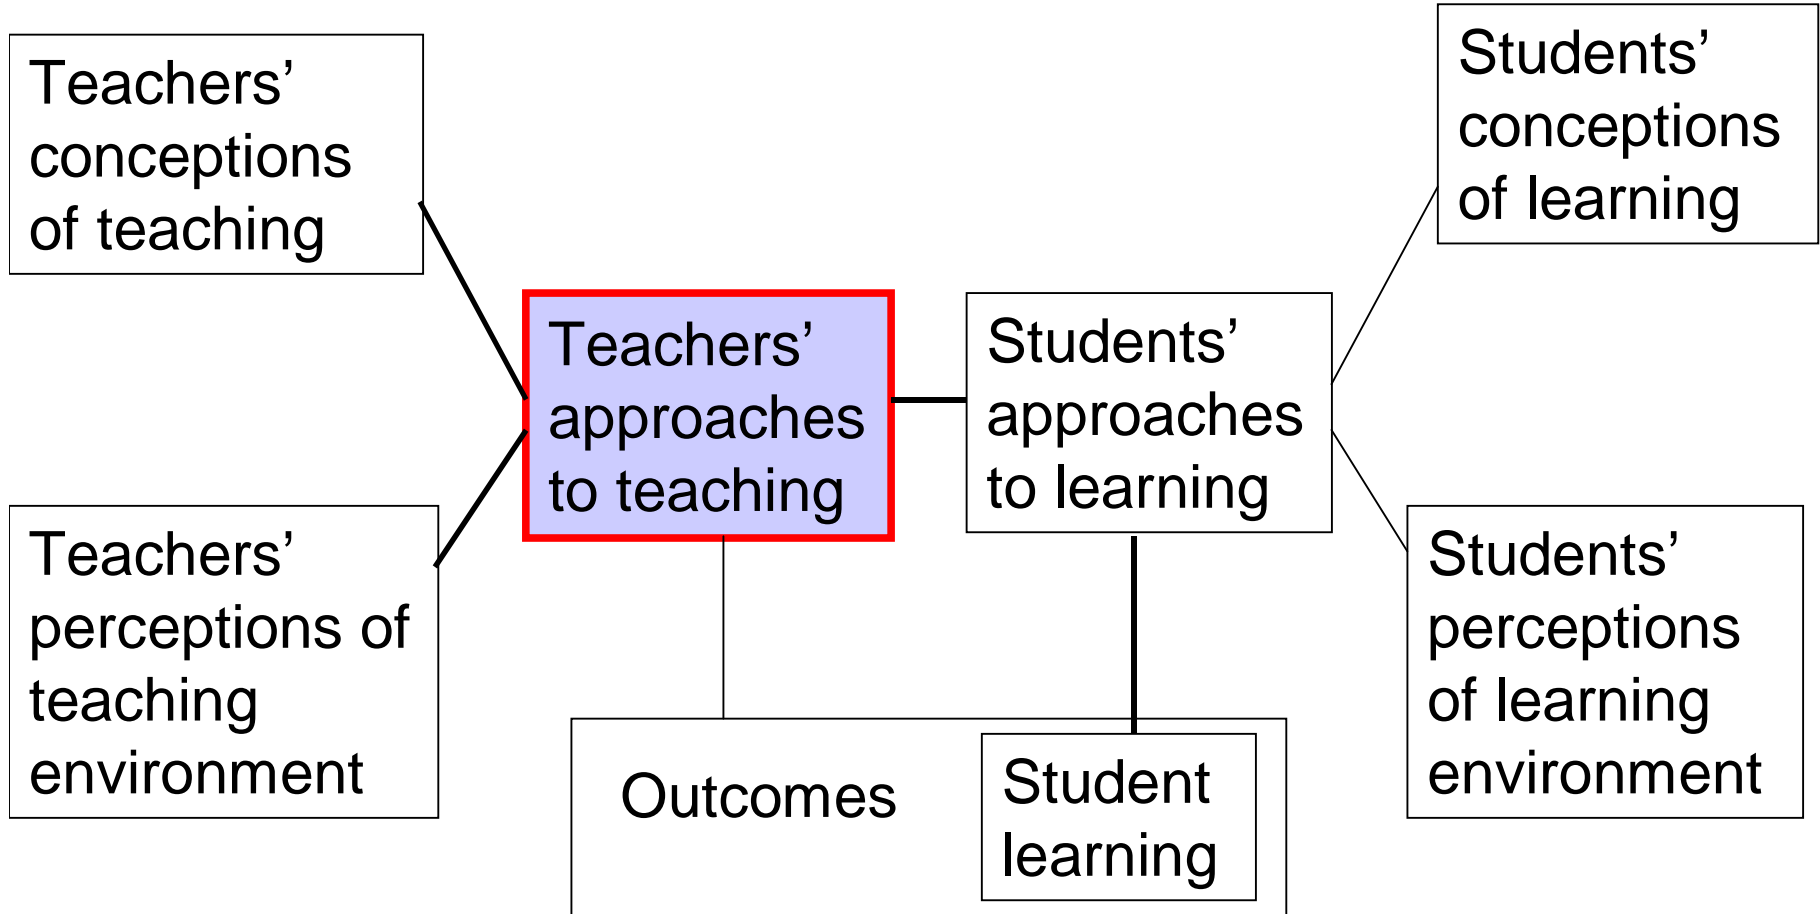 Teachers’
conceptions
of teaching
Students’
conceptions
of learning
Teachers’
approaches
to teaching
Students’
approaches
to learning
Teachers’
perceptions of
teaching
environment
Students’
perceptions
of learning
environment
Outcomes
Student
learning